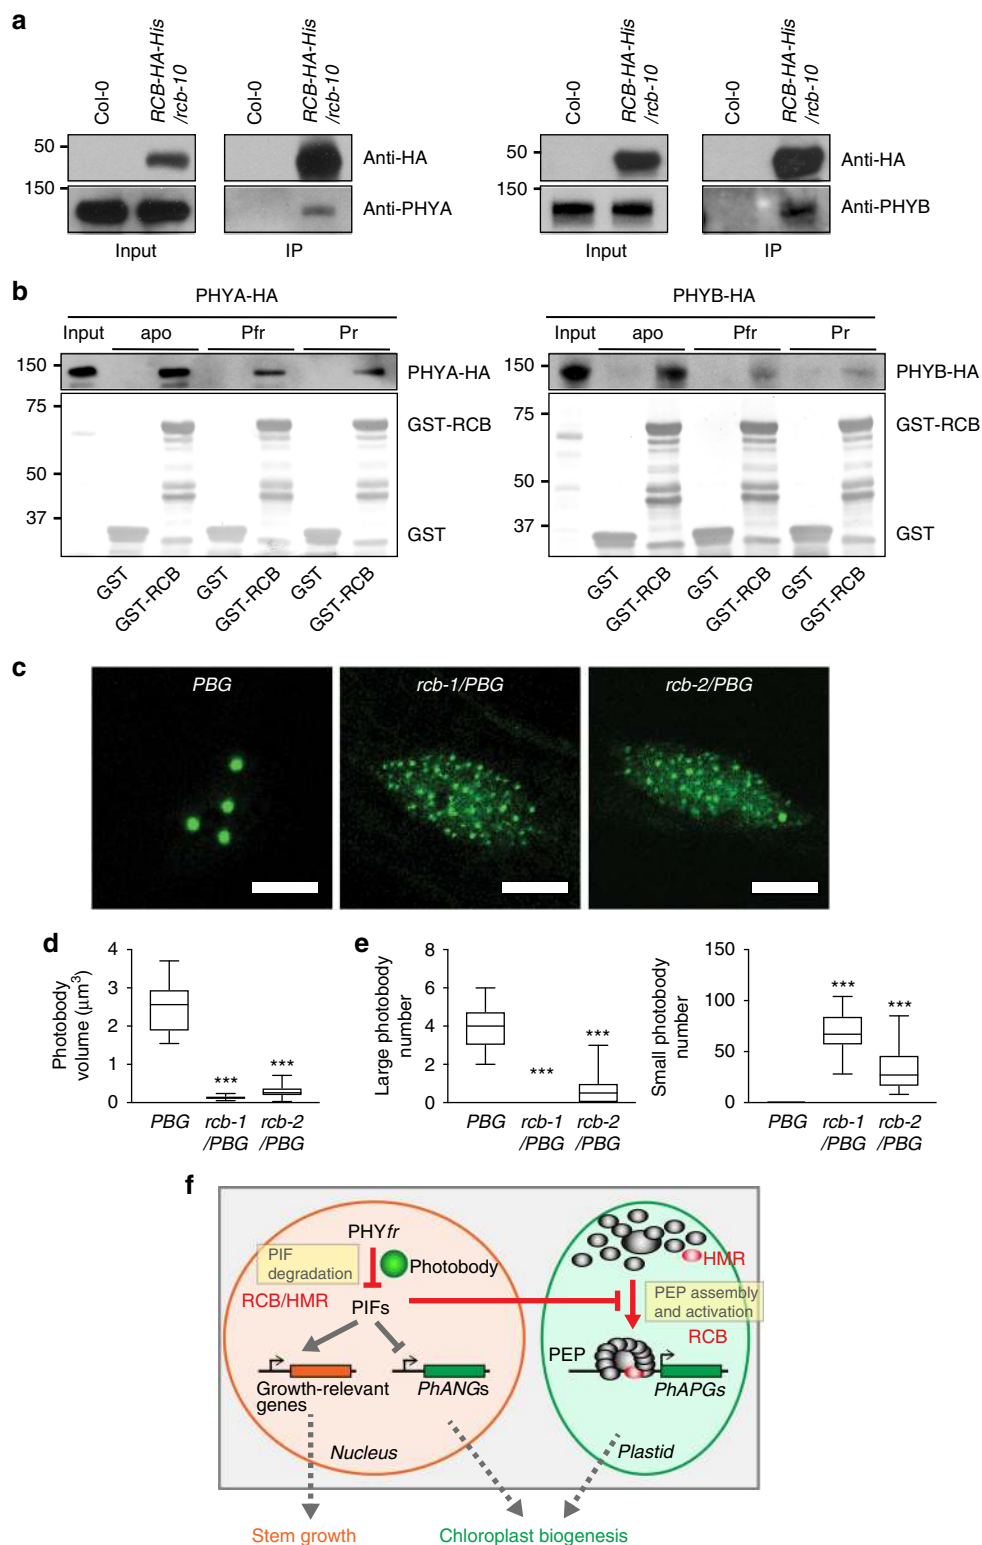 a
Col-0
RCB-HA-His
/rcb-10
Col-0
RCB-HA-His
/rcb-10
50
Anti-HA
150
Anti-PHYA
Input
IP
Col-0
RCB-HA-His
/rcb-10
Col-0
RCB-HA-His
/rcb-10
50
Anti-HA
150
Anti-PHYB
Input
IP
b
PHYA-HA
Input
apo
Pfr
Pr
150
PHYA-HA
75
GST-RCB
50
37
GST
GST
GST-RCB
GST
GST-RCB
GST
GST-RCB
PHYB-HA
Input
apo
Pfr
Pr
150
PHYB-HA
75
GST-RCB
50
37
GST
GST
GST-RCB
GST
GST-RCB
GST
GST-RCB
c
PBG
rcb-1/PBG
rcb-2/PBG
d
Photobody
volume (μm³)
4
3
2
1
0
***
***
PBG
rcb-1
/PBG
rcb-2
/PBG
e
Large photobody
number
8
6
4
2
0
***
***
PBG
rcb-1
/PBG
rcb-2
/PBG
Small photobody
number
150
100
50
0
***
***
PBG
rcb-1
/PBG
rcb-2
/PBG
f
PHYfr
PIF
degradation
Photobody
RCB/HMR
PIFs
Growth-relevant
genes
PhANGs
Nucleus
HMR
PEP assembly
and activation
RCB
PEP
PhAPGs
Plastid
Stem growth
Chloroplast biogenesis